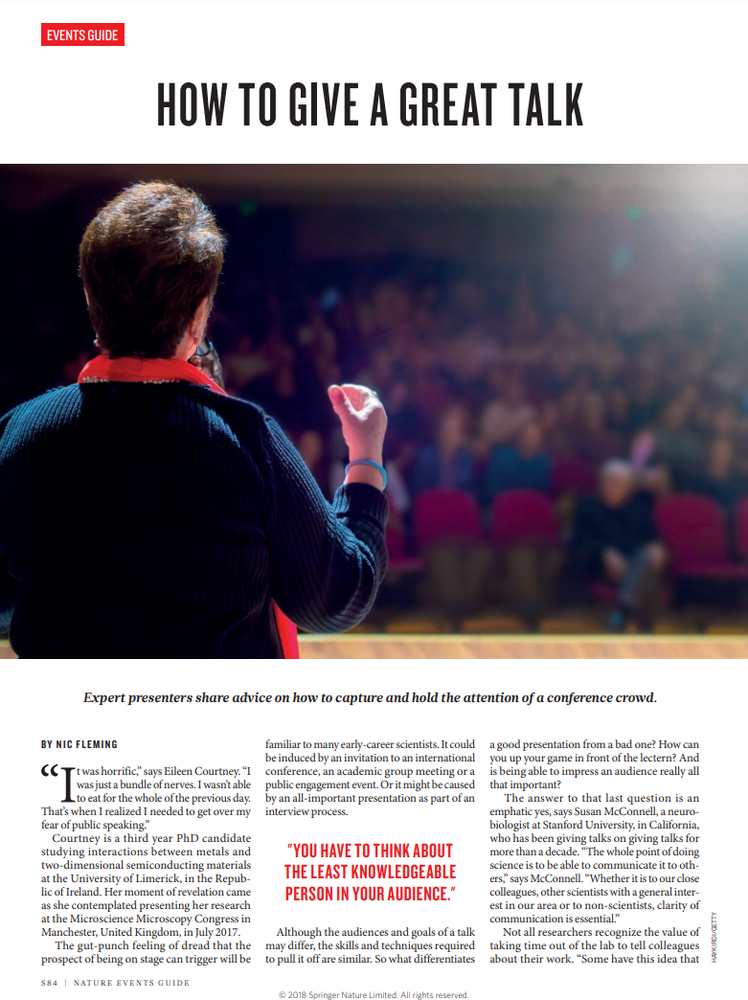 EVENTS GUIDE
HOW TO GIVE A GREAT TALK
Expert presenters share advice on how to capture and hold the attention of a conference crowd.
BY NIC FLEMING
“It was horrific,” says Eileen Courtney. “I
was just a bundle of nerves. I wasn’t able
to eat for the whole of the previous day.
That’s when I realized I needed to get over my
fear of public speaking.”
Courtney is a third year PhD candidate
studying interactions between metals and
two-dimensional semiconducting materials
at the University of Limerick, in the Repub-
lic of Ireland. Her moment of revelation came
as she contemplated presenting her research
at the Microscience Microscopy Congress in
Manchester, United Kingdom, in July 2017.
The gut-punch feeling of dread that the
prospect of being on stage can trigger will be
familiar to many early-career scientists. It could
be induced by an invitation to an international
conference, an academic group meeting or a
public engagement event. Or it might be caused
by an all-important presentation as part of an
interview process.
"YOU HAVE TO THINK ABOUT
THE LEAST KNOWLEDGEABLE
PERSON IN YOUR AUDIENCE."
Although the audiences and goals of a talk
may differ, the skills and techniques required
to pull it off are similar. So what differentiates
a good presentation from a bad one? How can
you up your game in front of the lectern? And
is being able to impress an audience really all
that important?
The answer to that last question is an
emphatic yes, says Susan McConnell, a neuro-
biologist at Stanford University, in California,
who has been giving talks on giving talks for
more than a decade. “The whole point of doing
science is to be able to communicate it to oth-
ers,” says McConnell. “Whether it is to our close
colleagues, other scientists with a general inter-
est in our area or to non-scientists, clarity of
communication is essential.”
Not all researchers recognize the value of
taking time out of the lab to tell colleagues
about their work. “Some have this idea that
HAYKIRDI/GETTY
S84 | NATURE EVENTS GUIDE
© 2018 Springer Nature Limited. All rights reserved.